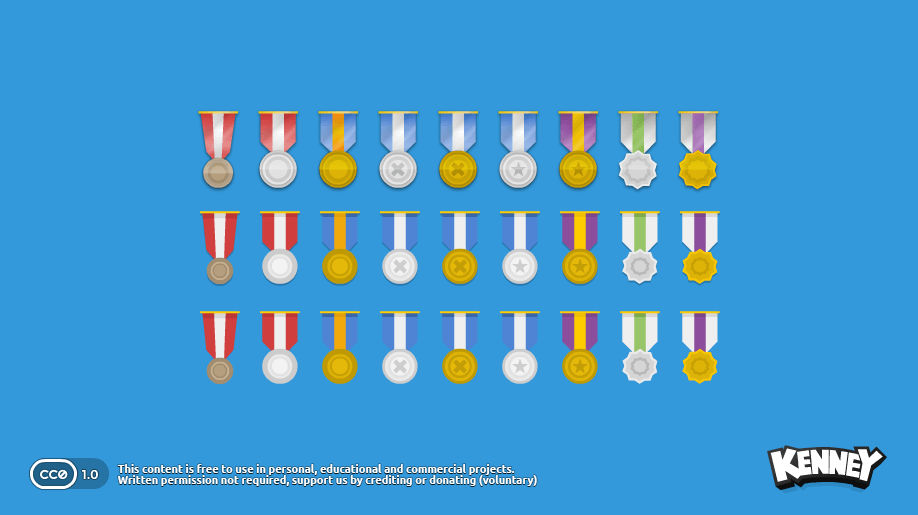 CC0 1.0
This content is free to use in personal, educational and commercial projects.
Written permission not required, support us by crediting or donating (voluntary)
KENNEY